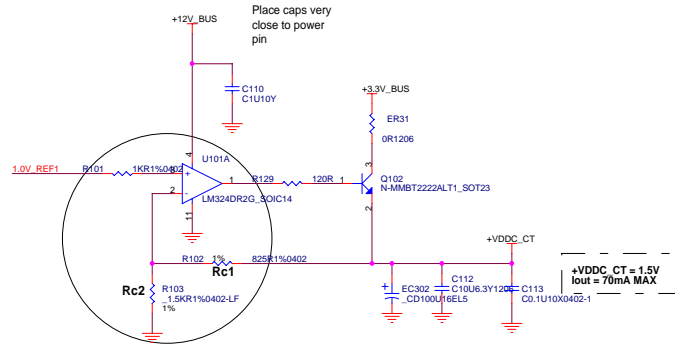 Place caps very
close to power
pin
+12V_BUS
C110
C1U10Y
+3.3V_BUS
ER31
0R1206
1.0V_REF1
R101
1KR1%0402
U101A
4
3
+
2
-
1
11
LM324DR2G_SOIC14
R129
120R
1
3
2
Q102
N-MMBT2222ALT1_SOT23
R102
1%
825R1%0402
Rc1
Rc2
R103
_1.5KR1%0402-LF
1%
+VDDC_CT
+
EC302
_CD100U16EL5
C112
C10U6.3Y1206
C113
C0.1U10X0402-1
+VDDC_CT = 1.5V
Iout = 70mA MAX